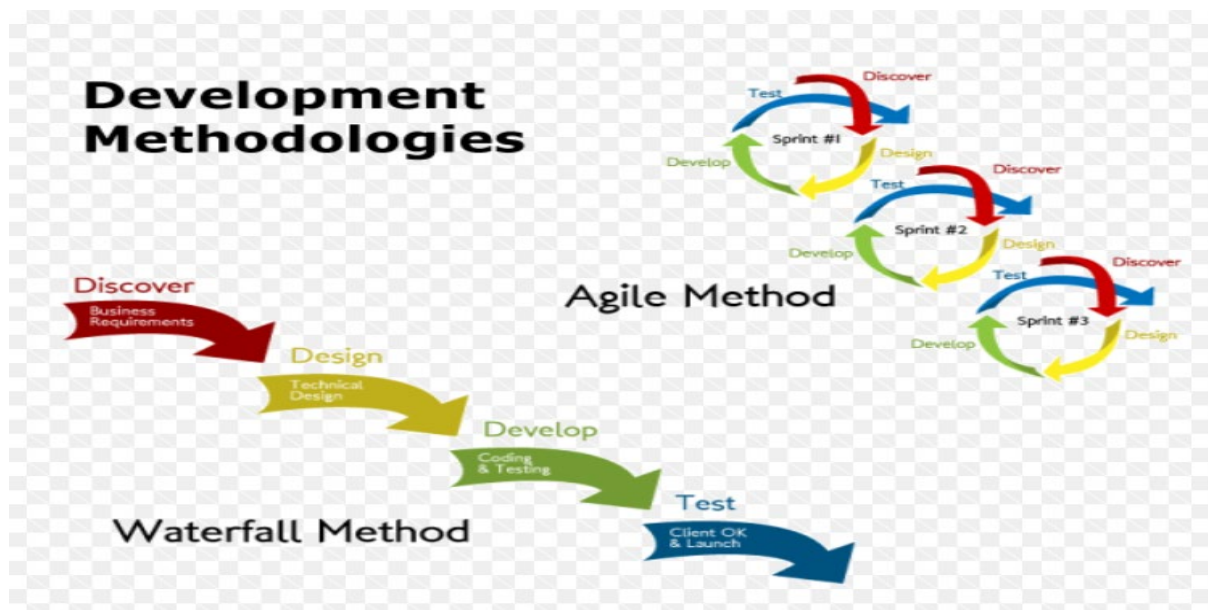 Development
Methodologies
Discover
Test
Sprint #1
Develop
Design
Discover
Test
Sprint #2
Develop
Design
Discover
Test
Sprint #3
Develop
Design
Agile Method
Discover
Business
Requirements
Design
Technical
Design
Develop
Coding
& Testing
Test
Client OK
& Launch
Waterfall Method